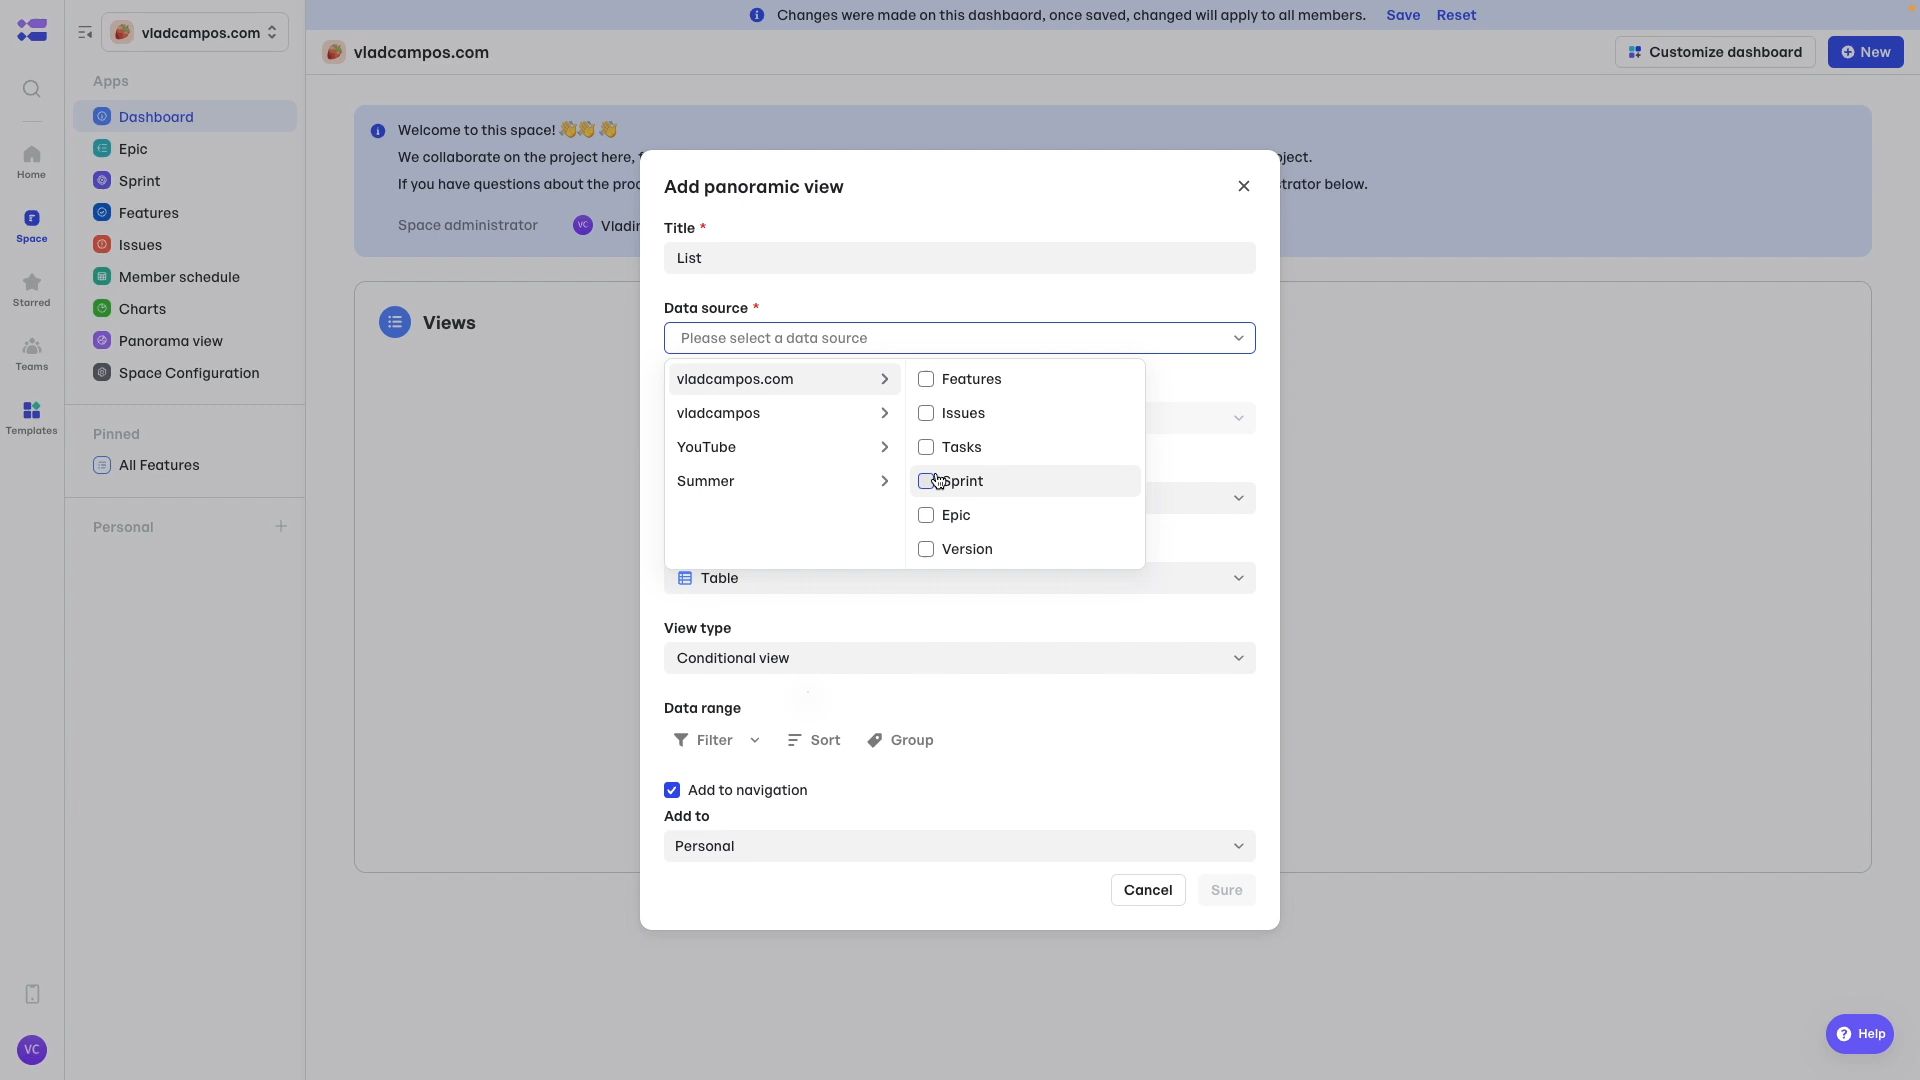 Changes were made on this dashbaord, once saved, changed will apply to all members. Save Reset
vladcampos.com
vladcampos.com
Customize dashboard
New
Apps
Dashboard
Epic
Sprint
Features
Issues
Member schedule
Charts
Panorama view
Space Configuration
Pinned
All Features
Personal
Home
Space
Starred
Teams
Templates
VC
Welcome to this space! 👋👋👋
We collaborate on the project here,
ject.
If you have questions about the pro
strator below.
Space administrator
VC
Views
Add panoramic view
Title *
List
Data source *
Please select a data source
vladcampos.com
vladcampos
YouTube
Summer
Features
Issues
Tasks
Sprint
Epic
Version
Table
View type
Conditional view
Data range
Filter
Sort
Group
Add to navigation
Add to
Personal
Cancel
Sure
Help